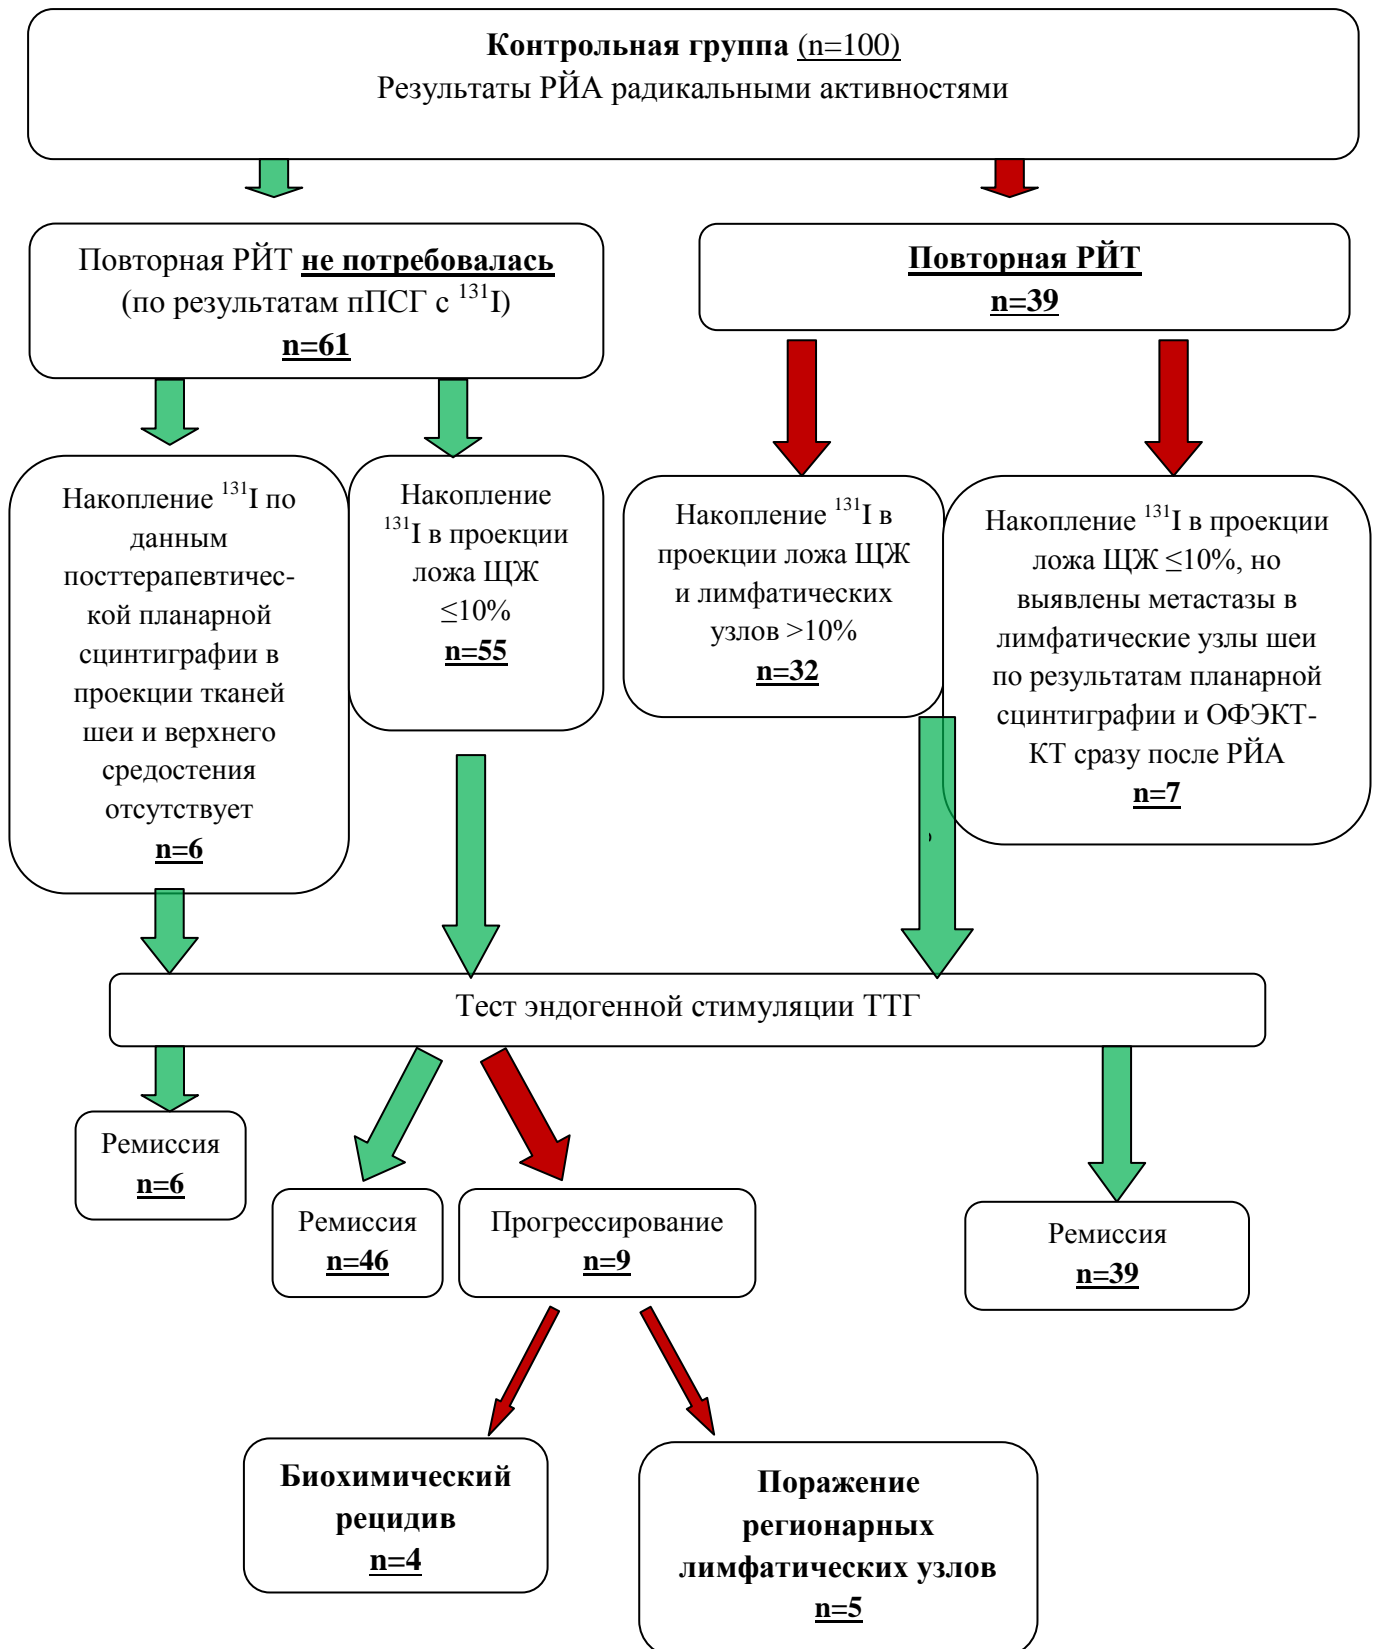 Контрольная группа (n=100)
Результаты РЙА радикальными активностями
Повторная РЙТ не потребовалась
(по результатам пПСГ с ¹³¹I)
n=61
Повторная РЙТ
n=39
Накопление ¹³¹I по
данным
посттерапевтичес-
кой планарной
сцинтиграфии в
проекции тканей
шеи и верхнего
средостения
отсутствует
n=6
Накопление
¹³¹I в проекции
ложа ЩЖ
≤10%
n=55
Накопление ¹³¹I в
проекции ложа ЩЖ
и лимфатических
узлов >10%
n=32
Накопление ¹³¹I в проекции
ложа ЩЖ ≤10%, но
выявлены метастазы в
лимфатические узлы шеи
по результатам планарной
сцинтиграфии и ОФЭКТ-
КТ сразу после РЙА
n=7
Тест эндогенной стимуляции ТТГ
Ремиссия
n=6
Ремиссия
n=46
Прогрессирование
n=9
Ремиссия
n=39
Биохимический
рецидив
n=4
Поражение
регионарных
лимфатических узлов
n=5